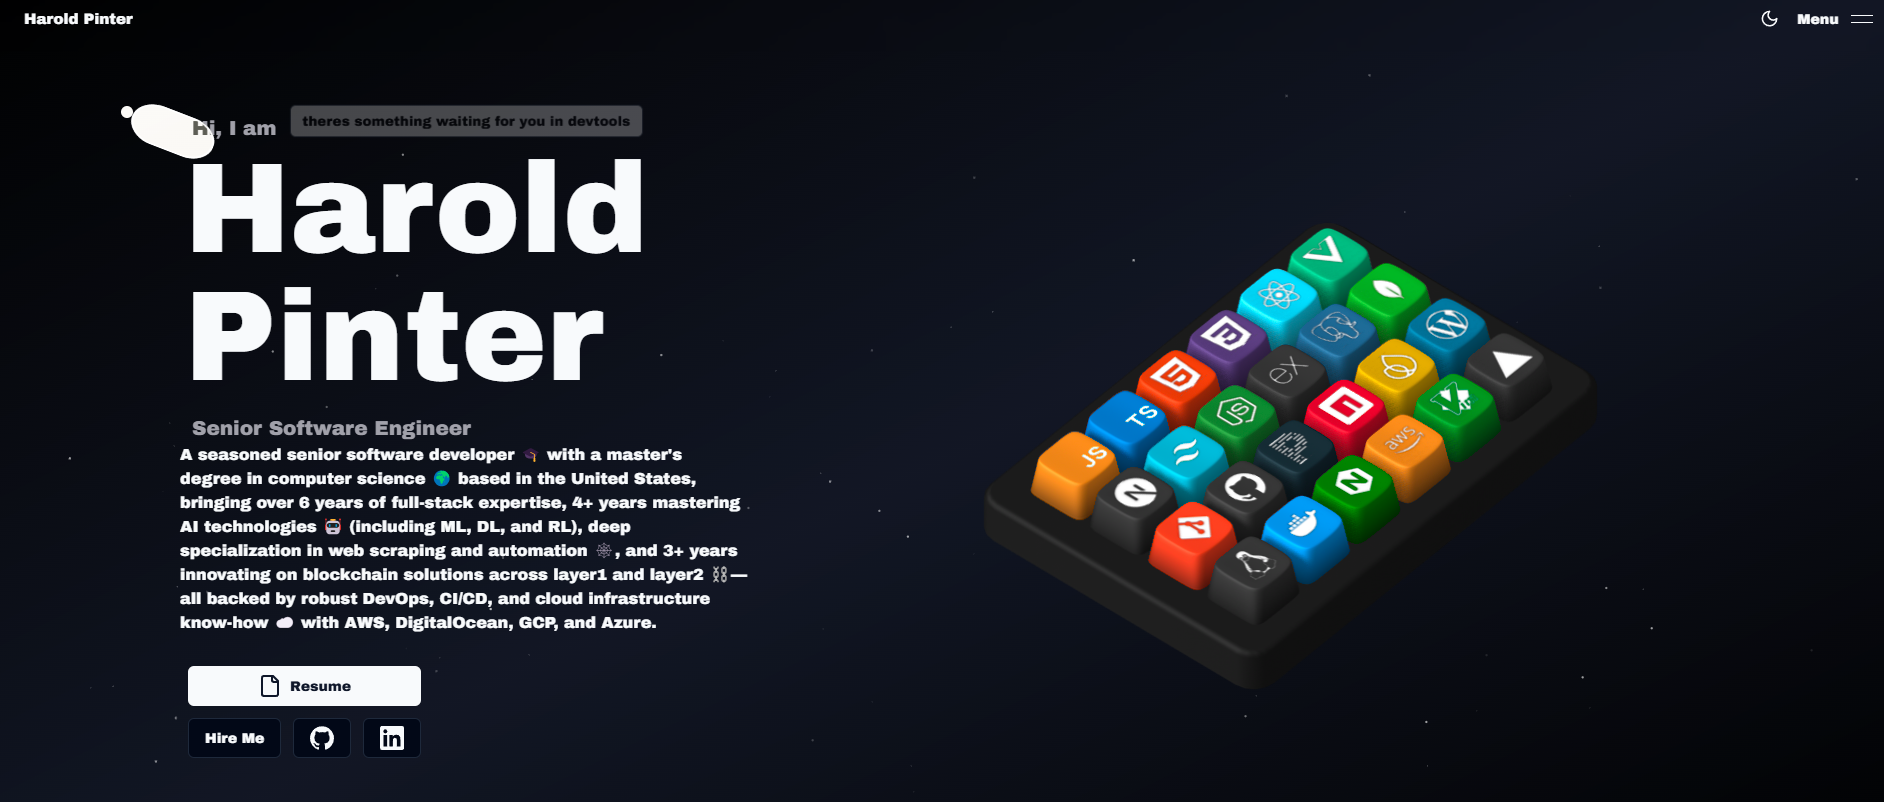 Harold Pinter
Menu
Hi, I am
theres something waiting for you in devtools
Harold
Pinter
Senior Software Engineer
A seasoned senior software developer 🎓 with a master's
degree in computer science 🌍 based in the United States,
bringing over 6 years of full-stack expertise, 4+ years mastering
AI technologies 🤖 (including ML, DL, and RL), deep
specialization in web scraping and automation 🕸️, and 3+ years
innovating on blockchain solutions across layer1 and layer2 ⛓️—
all backed by robust DevOps, CI/CD, and cloud infrastructure
know-how ☁️ with AWS, DigitalOcean, GCP, and Azure.
Resume
Hire Me
in
W
3
5
ex
TS
JS
JS
aws
N
N